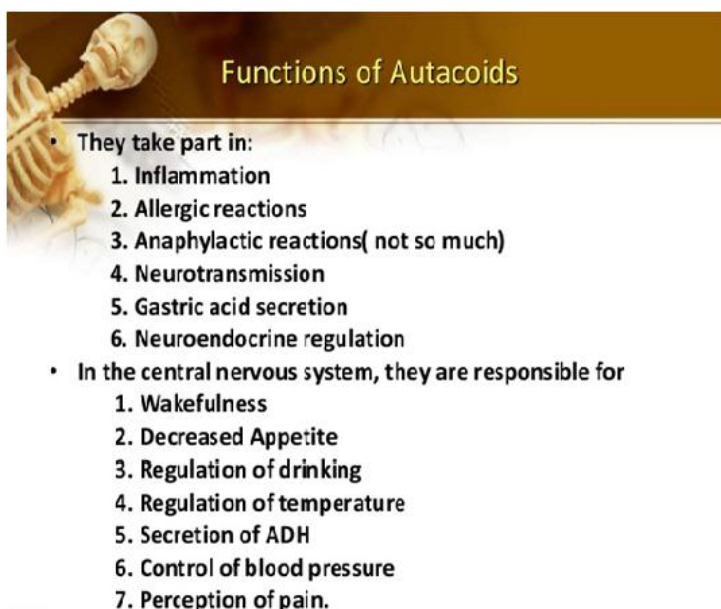 Functions of Autacoids
• They take part in:
1. Inflammation
2. Allergic reactions
3. Anaphylactic reactions( not so much)
4. Neurotransmission
5. Gastric acid secretion
6. Neuroendocrine regulation
• In the central nervous system, they are responsible for
1. Wakefulness
2. Decreased Appetite
3. Regulation of drinking
4. Regulation of temperature
5. Secretion of ADH
6. Control of blood pressure
7. Perception of pain.